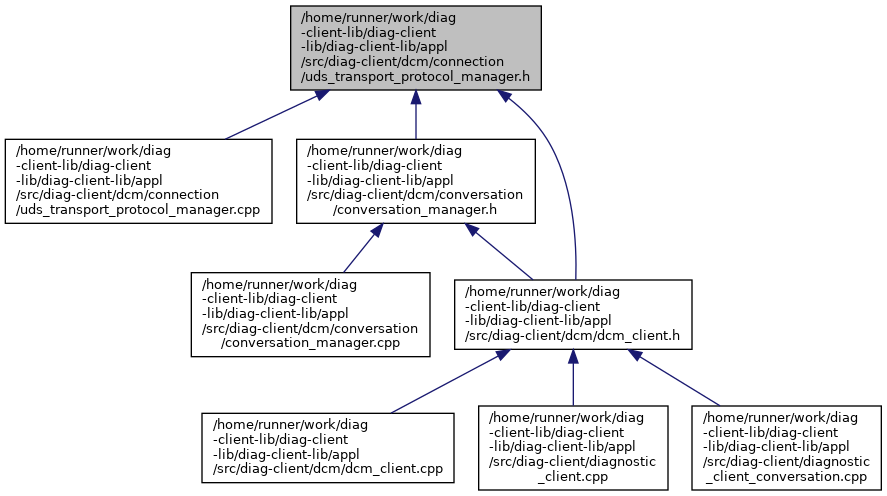 /home/runner/work/diag
-client-lib/diag-client
-lib/diag-client-lib/appl
/src/diag-client/dcm/connection
/uds_transport_protocol_manager.h
/home/runner/work/diag
-client-lib/diag-client
-lib/diag-client-lib/appl
/src/diag-client/dcm/connection
/uds_transport_protocol_manager.cpp
/home/runner/work/diag
-client-lib/diag-client
-lib/diag-client-lib/appl
/src/diag-client/dcm/conversation
/conversation_manager.h
/home/runner/work/diag
-client-lib/diag-client
-lib/diag-client-lib/appl
/src/diag-client/dcm/conversation
/conversation_manager.cpp
/home/runner/work/diag
-client-lib/diag-client
-lib/diag-client-lib/appl
/src/diag-client/dcm/dcm_client.h
/home/runner/work/diag
-client-lib/diag-client
-lib/diag-client-lib/appl
/src/diag-client/dcm/dcm_client.cpp
/home/runner/work/diag
-client-lib/diag-client
-lib/diag-client-lib/appl
/src/diag-client/diagnostic
_client.cpp
/home/runner/work/diag
-client-lib/diag-client
-lib/diag-client-lib/appl
/src/diag-client/diagnostic
_client_conversation.cpp